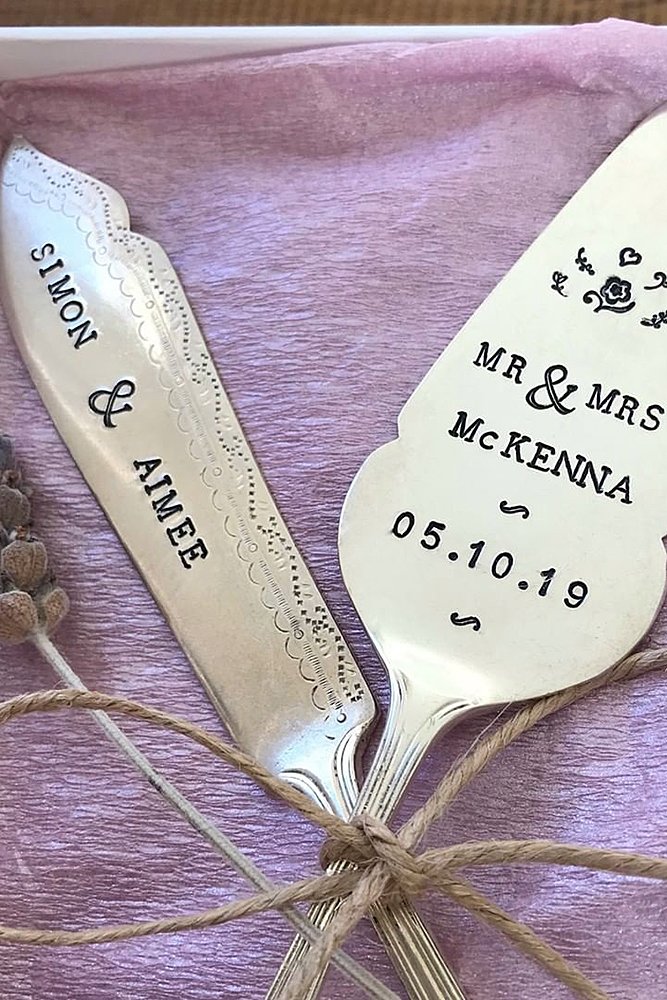 SIMON & AIMEE
MR & MRS
McKENNA
05.10.19